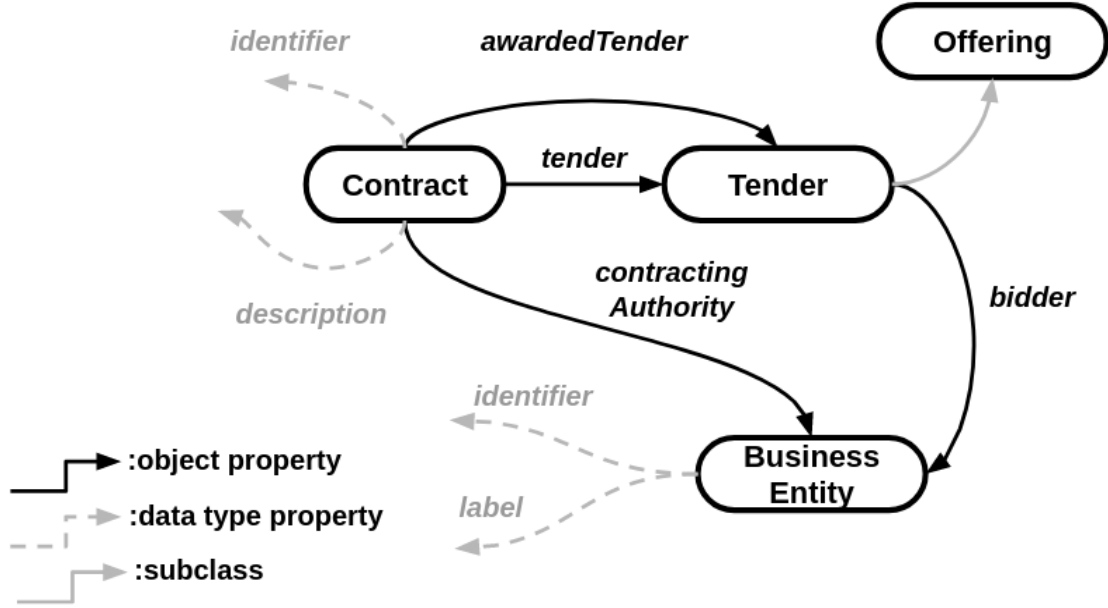 identifier
awardedTender
Offering
tender
Contract
Tender
contracting
Authority
bidder
description
identifier
Business
Entity
label
:object property
:data type property
:subclass